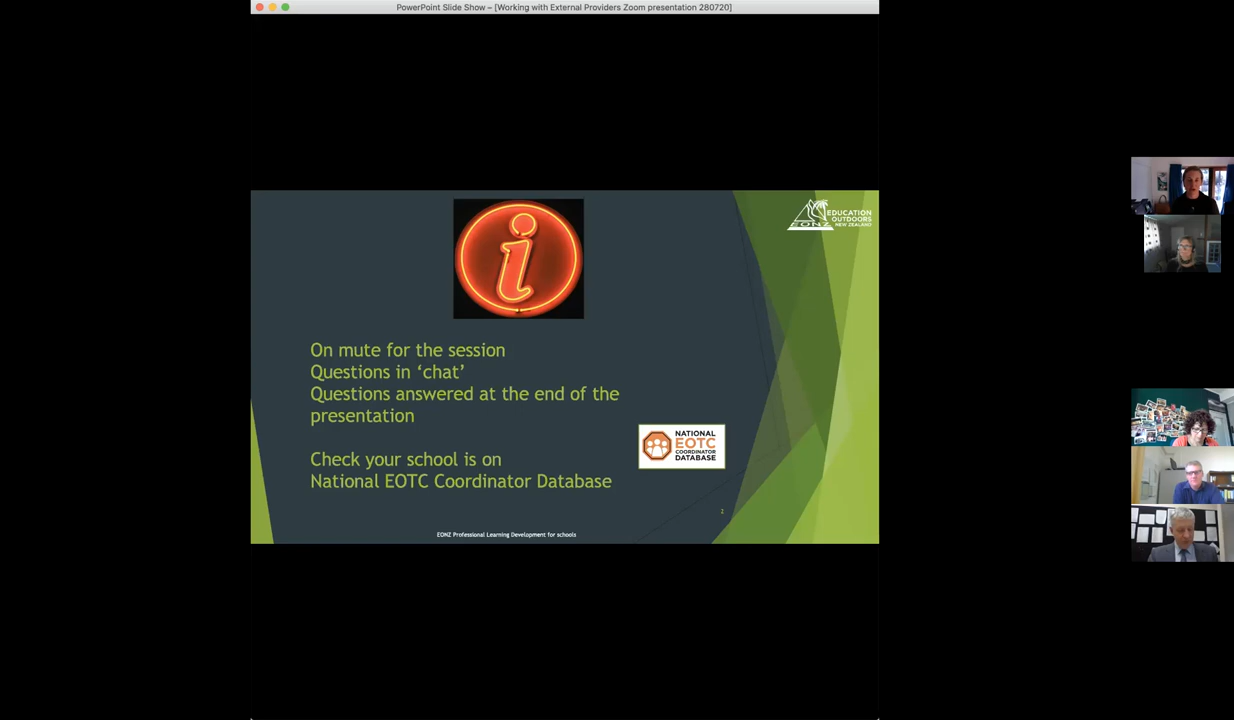 PowerPoint Slide Show – [Working with External Providers Zoom presentation 280720]
i
EDUCATION
OUTDOORS
NEW ZEALAND
EONZ
On mute for the session
Questions in ‘chat’
Questions answered at the end of the
presentation
Check your school is on
National EOTC Coordinator Database
NATIONAL
EOTC
COORDINATOR
DATABASE
2
EONZ Professional Learning Development for schools